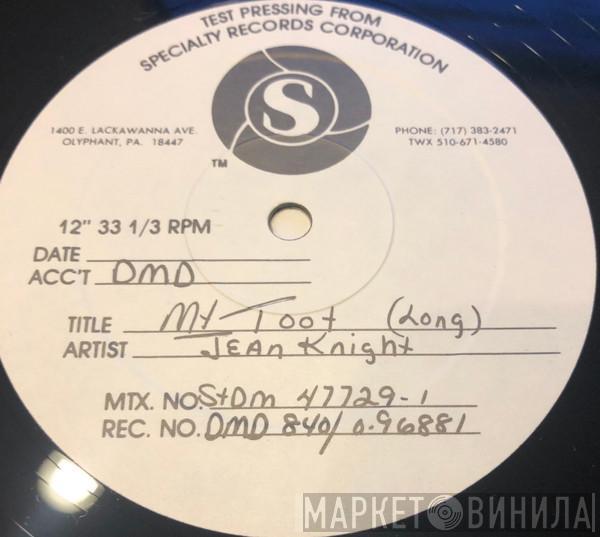 TEST PRESSING FROM
SPECIALTY RECORDS CORPORATION
S
1400 E. LACKAWANNA AVE.
OLYPHANT, PA. 18447
PHONE: (717) 383-2471
TWX 510-671-4580
TM
12" 33 1/3 RPM
DATE
ACC'T DMD
TITLE My Toot (Long)
ARTIST JEAn Knight
MTX. NO. StDm 47729-1
REC. NO. DMD 840/0-96881
МАРКЕТ ВИНИЛА